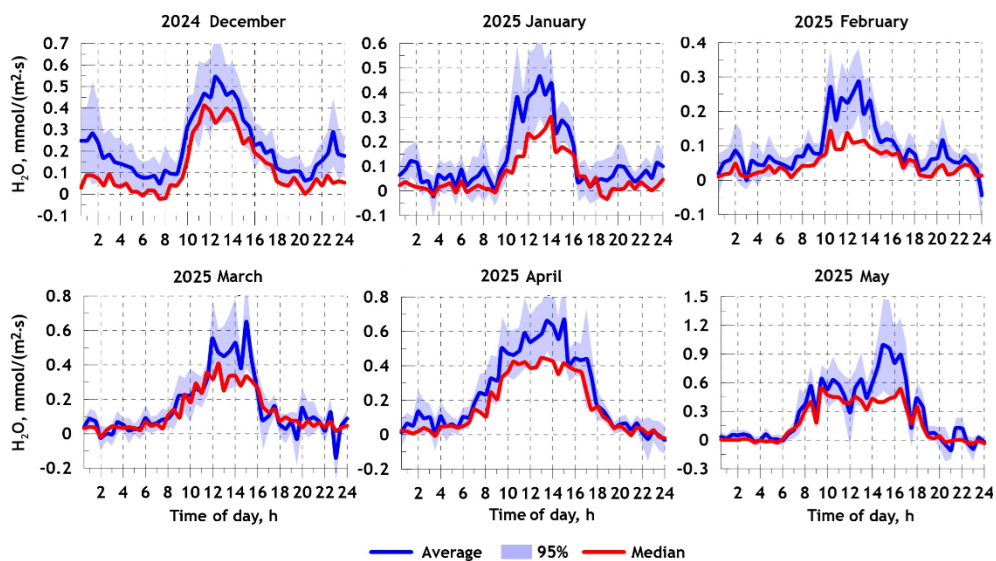 2024 December
2025 January
2025 February
H₂O, mmol/(m²·s)
0.7
0.6
0.5
0.4
0.3
0.2
0.1
0
-0.1
2 4 6 8 10 12 14 16 18 20 22 24
0.6
0.5
0.4
0.3
0.2
0.1
0
-0.1
2 4 6 8 10 12 14 16 18 20 22 24
0.4
0.3
0.2
0.1
0
-0.1
2 4 6 8 10 12 14 16 18 20 22 24
2025 March
2025 April
2025 May
H₂O, mmol/(m²·s)
0.8
0.6
0.4
0.2
0
-0.2
2 4 6 8 10 12 14 16 18 20 22 24
Time of day, h
0.8
0.6
0.4
0.2
0
-0.2
2 4 6 8 10 12 14 16 18 20 22 24
Time of day, h
1.5
1.2
0.9
0.6
0.3
0
-0.3
2 4 6 8 10 12 14 16 18 20 22 24
Time of day, h
Average 95% Median